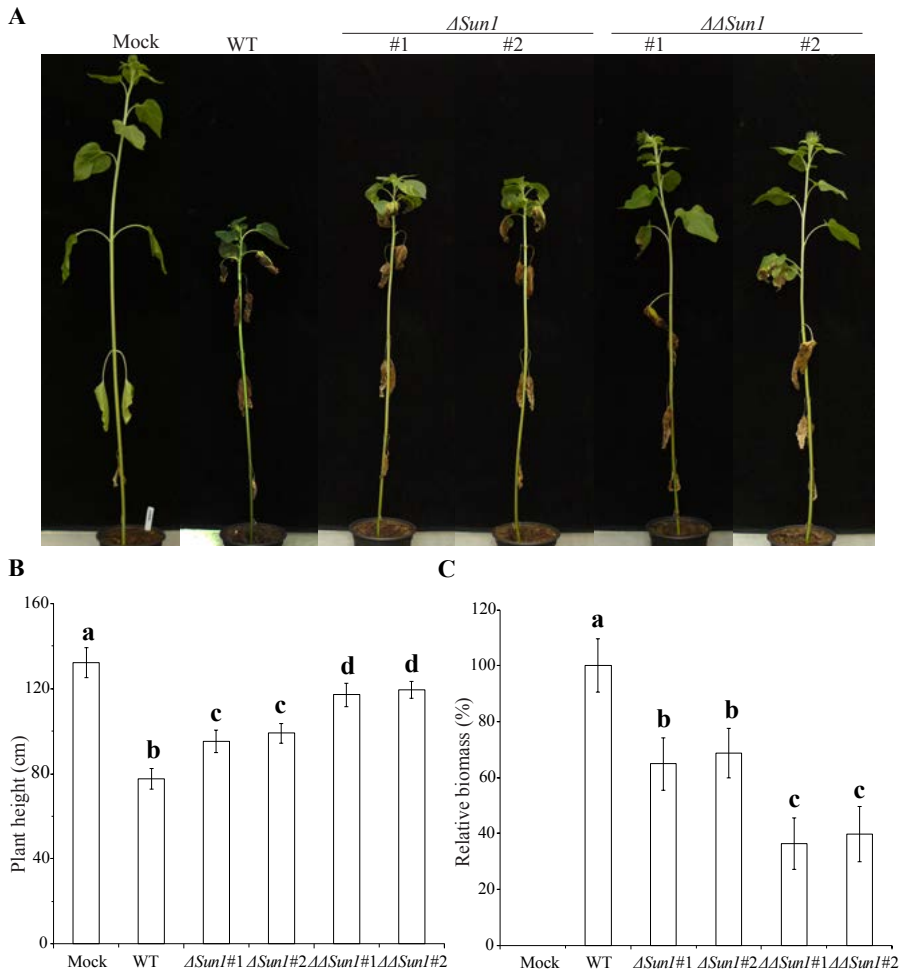 A
ΔSun1 ΔΔSun1
Mock WT #1 #2 #1 #2
B
Plant height (cm)
160
120
80
40
0
a
b
c
c
d
d
Mock WT ΔSun1#1 ΔSun1#2 ΔΔSun1#1 ΔΔSun1#2
C
Relative biomass (%)
120
100
80
60
40
20
0
a
b
b
c
c
Mock WT ΔSun1#1 ΔSun1#2 ΔΔSun1#1 ΔΔSun1#2